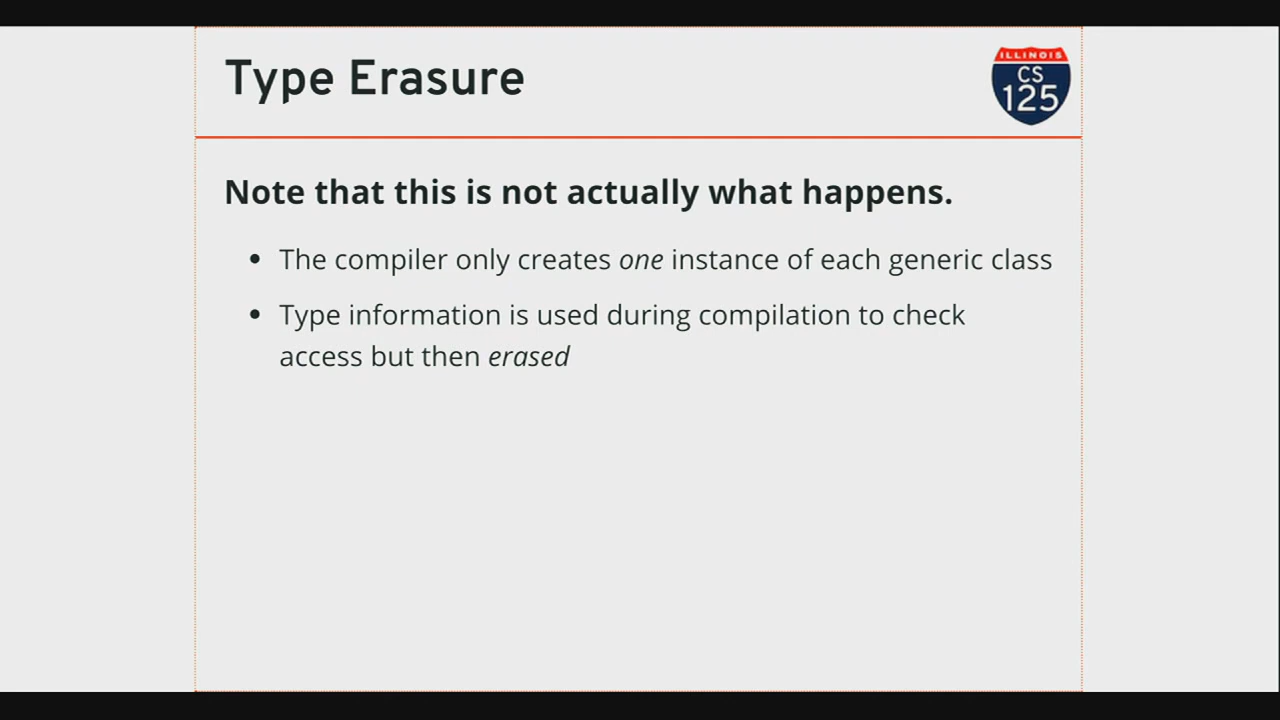 Type Erasure
ILLINOIS
CS
125
Note that this is not actually what happens.
• The compiler only creates one instance of each generic class
• Type information is used during compilation to check
access but then erased